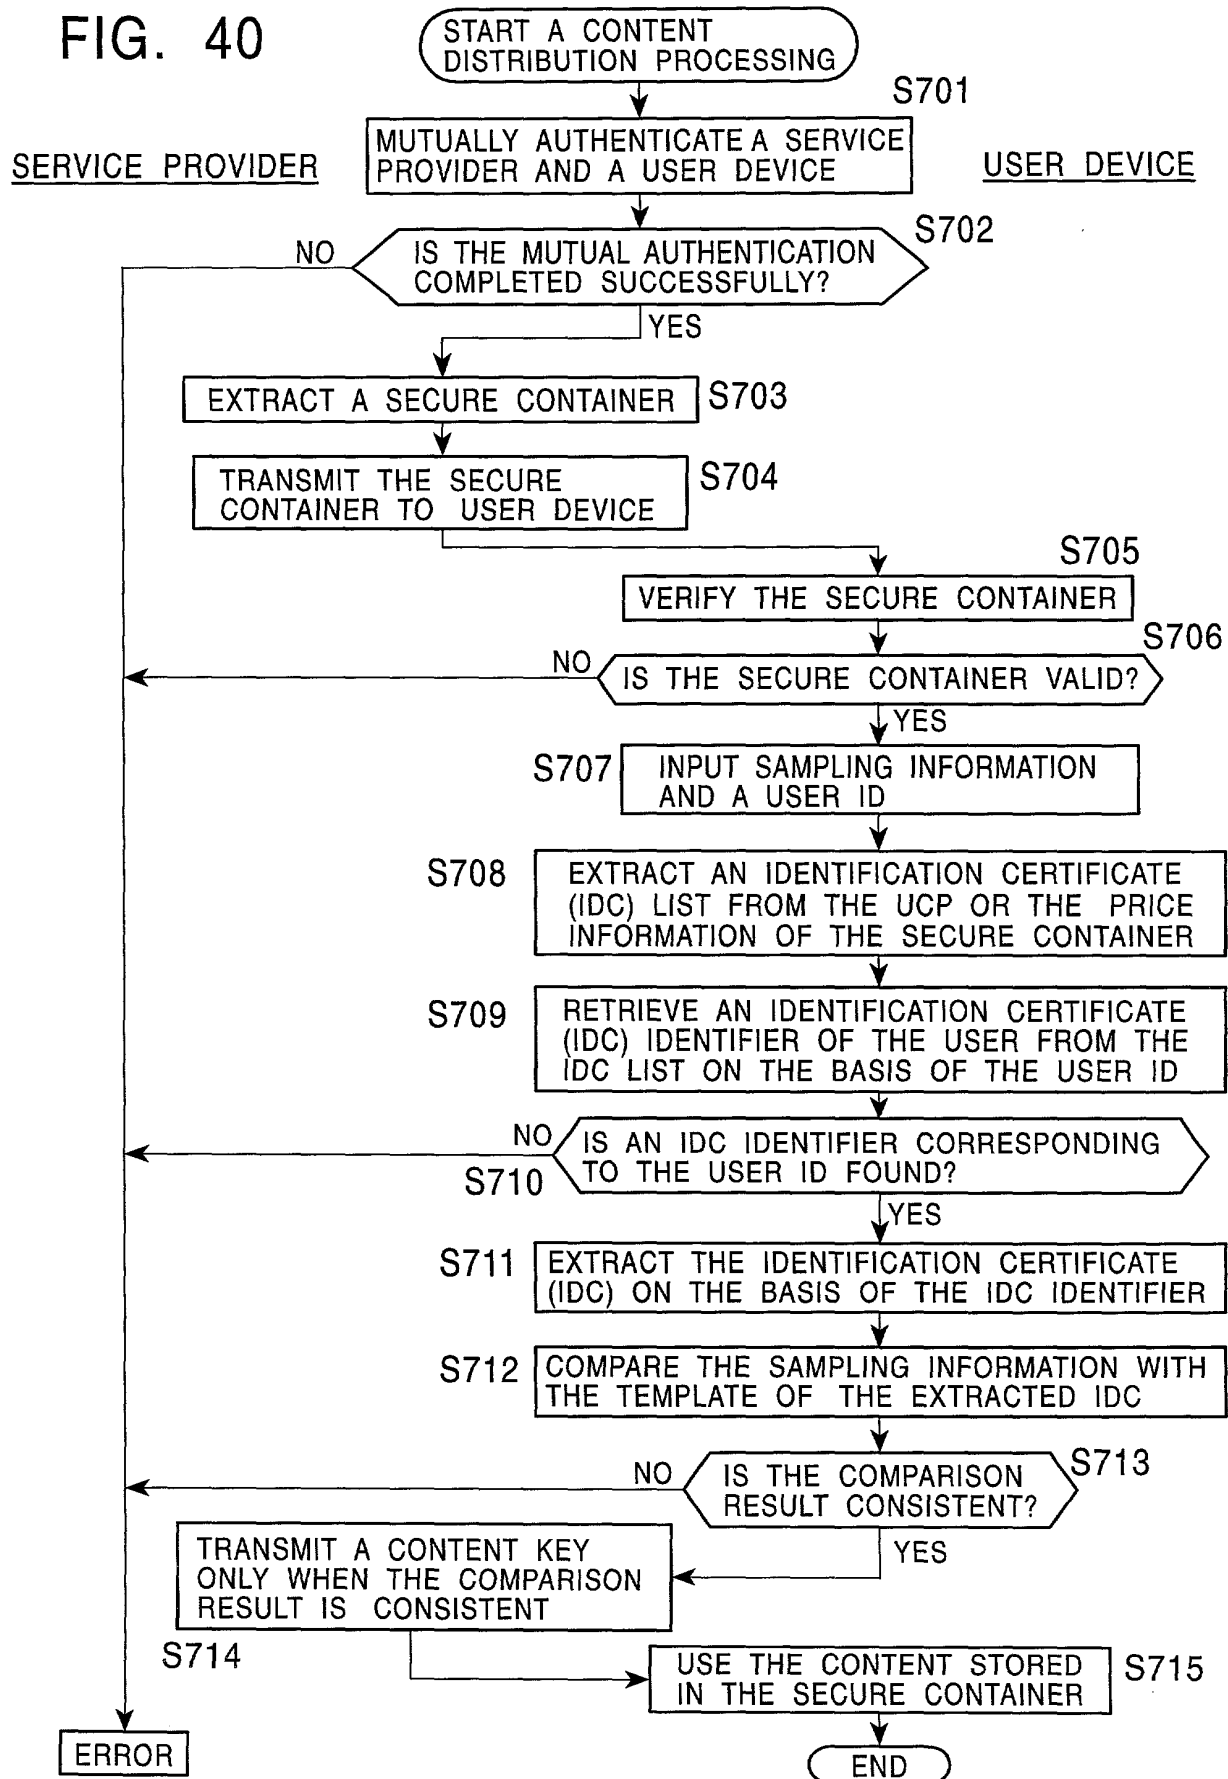 FIG. 40
START A CONTENT
DISTRIBUTION PROCESSING
S701
MUTUALLY AUTHENTICATE A SERVICE
PROVIDER AND A USER DEVICE
SERVICE PROVIDER
USER DEVICE
S702
NO
IS THE MUTUAL AUTHENTICATION
COMPLETED SUCCESSFULLY?
YES
EXTRACT A SECURE CONTAINER
S703
TRANSMIT THE SECURE
CONTAINER TO USER DEVICE
S704
S705
VERIFY THE SECURE CONTAINER
S706
NO
IS THE SECURE CONTAINER VALID?
YES
S707
INPUT SAMPLING INFORMATION
AND A USER ID
S708
EXTRACT AN IDENTIFICATION CERTIFICATE
(IDC) LIST FROM THE UCP OR THE PRICE
INFORMATION OF THE SECURE CONTAINER
S709
RETRIEVE AN IDENTIFICATION CERTIFICATE
(IDC) IDENTIFIER OF THE USER FROM THE
IDC LIST ON THE BASIS OF THE USER ID
NO
IS AN IDC IDENTIFIER CORRESPONDING
TO THE USER ID FOUND?
S710
YES
S711
EXTRACT THE IDENTIFICATION CERTIFICATE
(IDC) ON THE BASIS OF THE IDC IDENTIFIER
S712
COMPARE THE SAMPLING INFORMATION WITH
THE TEMPLATE OF THE EXTRACTED IDC
S713
NO
IS THE COMPARISON
RESULT CONSISTENT?
YES
TRANSMIT A CONTENT KEY
ONLY WHEN THE COMPARISON
RESULT IS CONSISTENT
S714
USE THE CONTENT STORED
IN THE SECURE CONTAINER
S715
ERROR
END